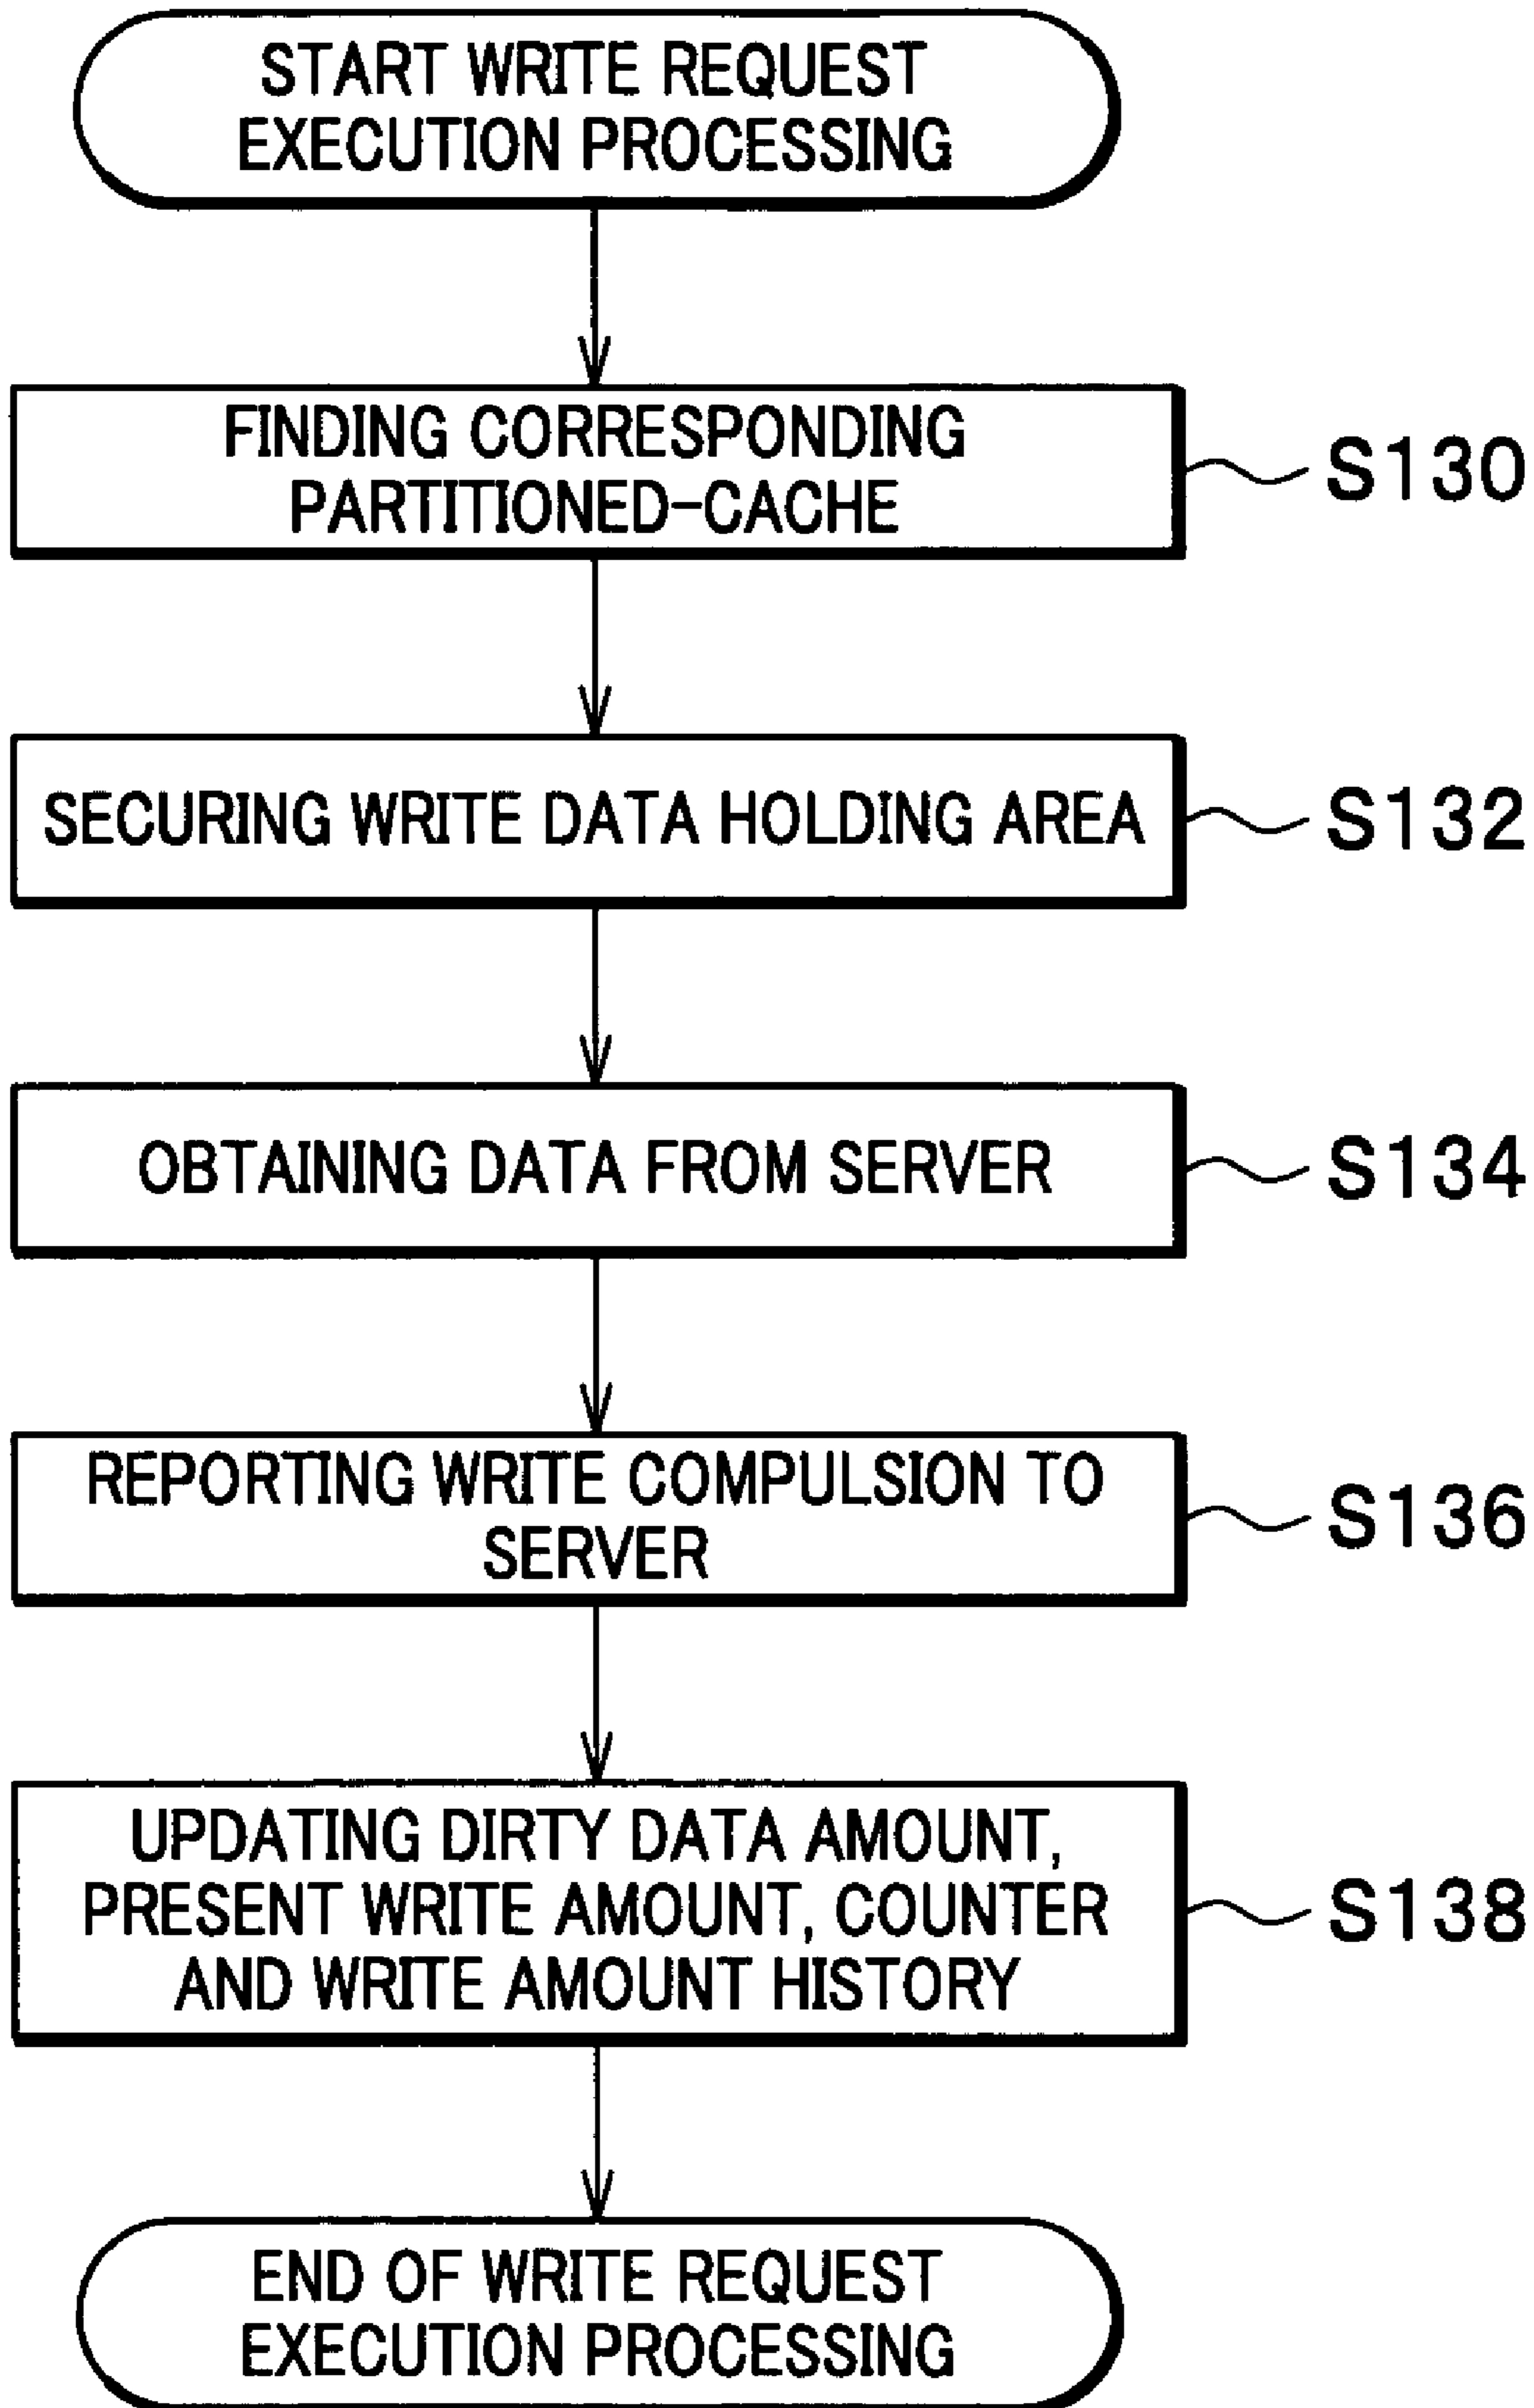 START WRITE REQUEST
EXECUTION PROCESSING
FINDING CORRESPONDING
PARTITIONED-CACHE
S130
SECURING WRITE DATA HOLDING AREA
S132
OBTAINING DATA FROM SERVER
S134
REPORTING WRITE COMPULSION TO
SERVER
S136
UPDATING DIRTY DATA AMOUNT,
PRESENT WRITE AMOUNT, COUNTER
AND WRITE AMOUNT HISTORY
S138
END OF WRITE REQUEST
EXECUTION PROCESSING